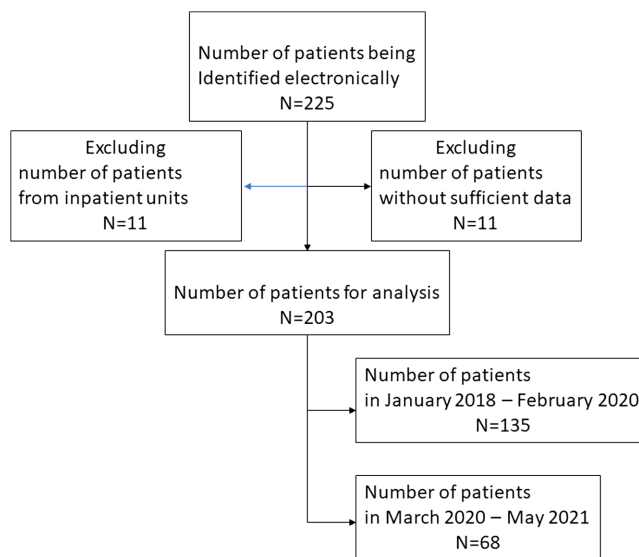 Number of patients being
Identified electronically
N=225
Excluding
number of patients
from inpatient units
N=11
Excluding
number of patients
without sufficient data
N=11
Number of patients for analysis
N=203
Number of patients
in January 2018 – February 2020
N=135
Number of patients
in March 2020 – May 2021
N=68